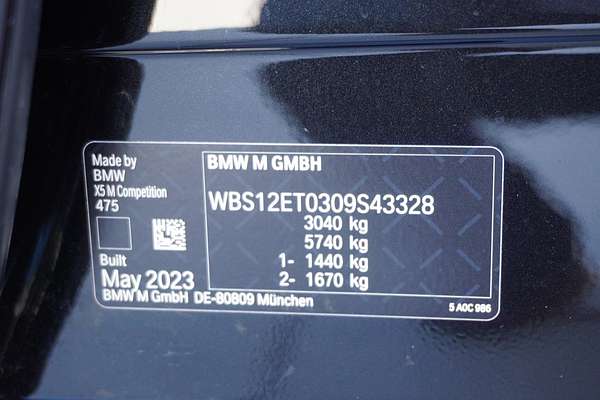 Made by
BMW
X5 M Competition
475
Built
May 2023
BMW M GmbH DE-80809 München
BMW M GMBH
WBS12ET0309S43328
3040 kg
5740 kg
1- 1440 kg
2- 1670 kg
5 A0C 986